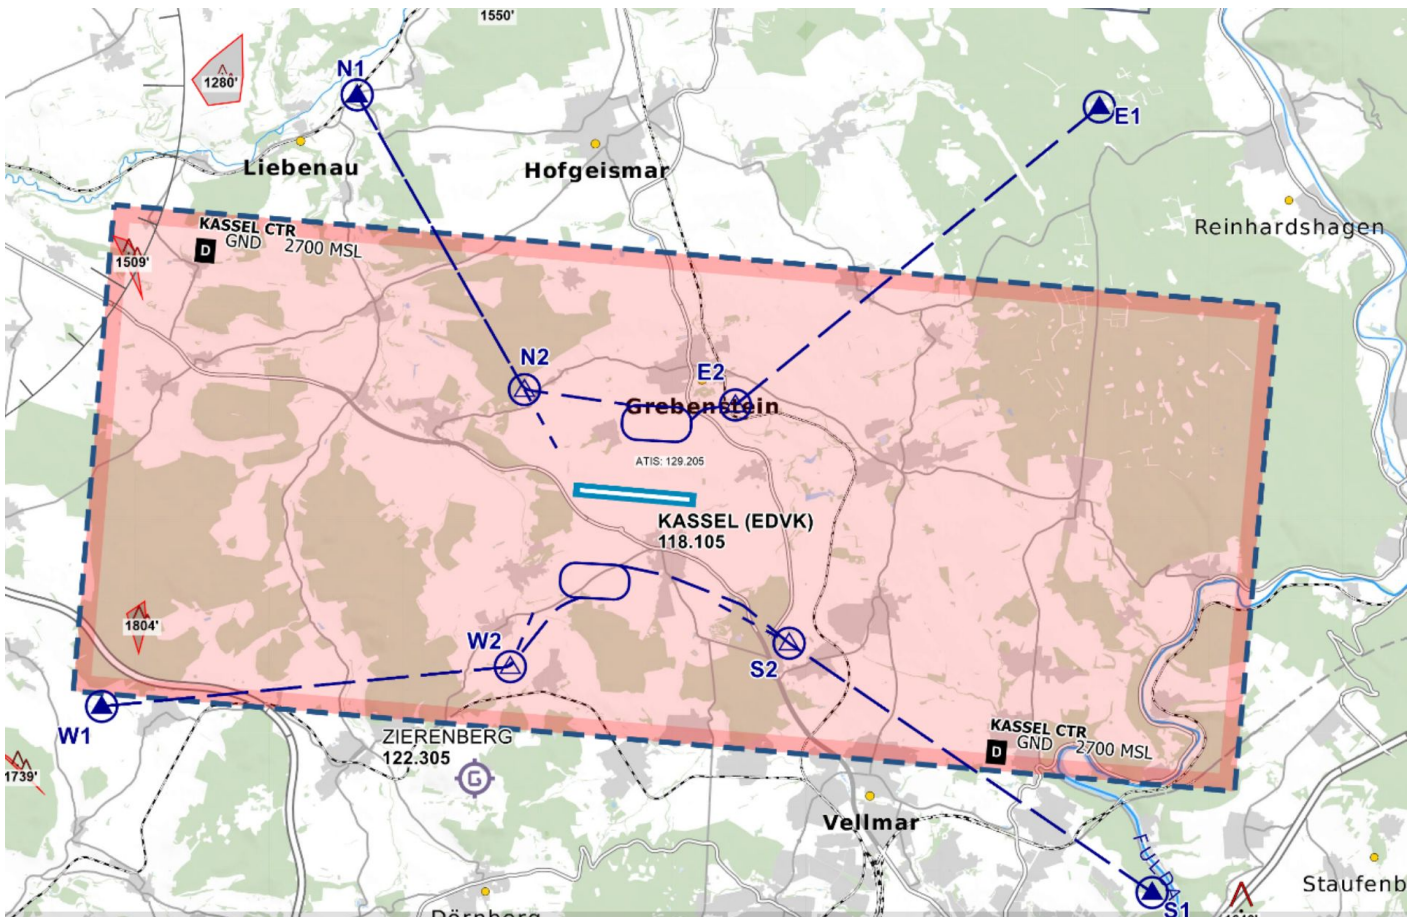 1550'
N1
1280'
E1
Liebenau
Hofgeismar
KASSEL CTR
D
GND 2700 MSL
Reinhardshagen
1509'
N2
E2
Grebenstein
ATIS: 129.205
KASSEL (EDVK)
118.105
1804'
W2
S2
W1
ZIERENBERG
122.305
G
KASSEL CTR
D
GND 2700 MSL
1739'
Vellmar
FULDA
Staufenb
Dörnberg
S1